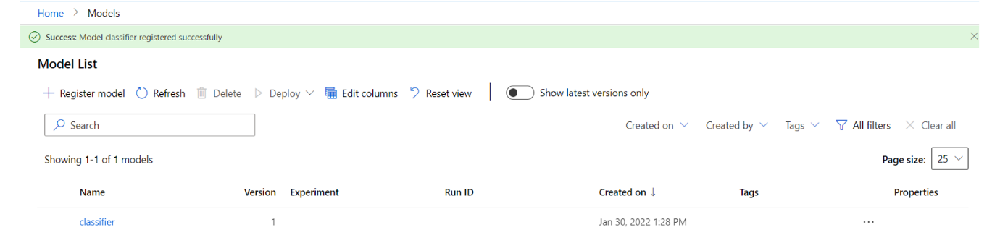 Home > Models
Success: Model classifier registered successfully
Model List
Register model Refresh Delete Deploy Edit columns Reset view Show latest versions only
Search Created on Created by Tags All filters Clear all
Showing 1-1 of 1 models Page size: 25
Name Version Experiment Run ID Created on ↓ Tags Properties
classifier 1 Jan 30, 2022 1:28 PM ...